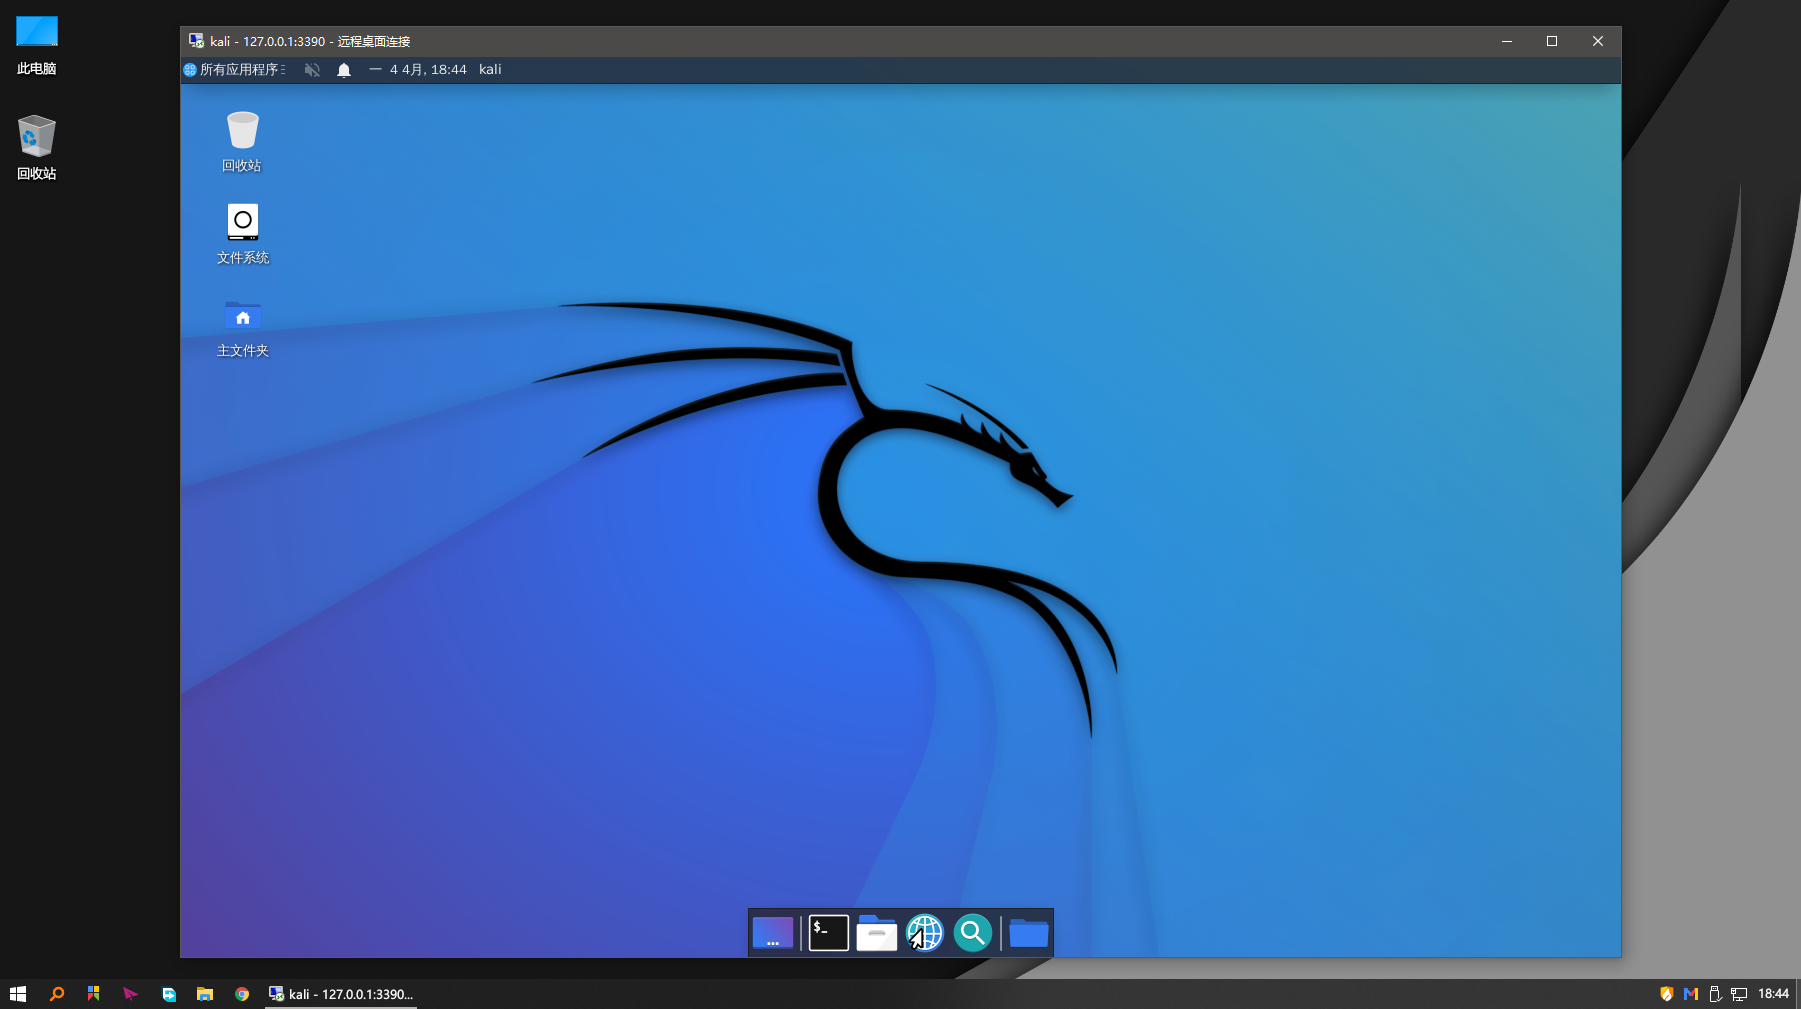 此电脑
回收站
kali - 127.0.0.1:3390 - 远程桌面连接
所有应用程序 4 4月, 18:44 kali
回收站
文件系统
主文件夹
...
$_
kali - 127.0.0.1:3390...
18:44